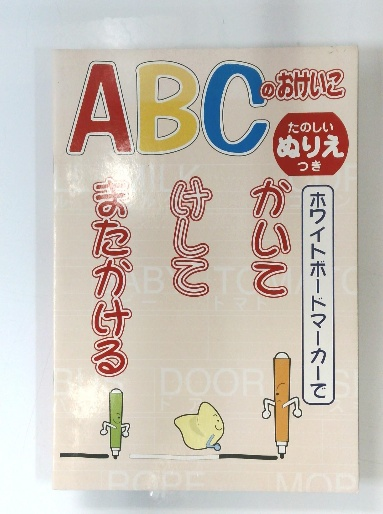 ABCのおけいこ
たのしい
ぬりえ
つき
ホワイトボードマーカーで
かいて
けして
またかける
DOOR
ROPE